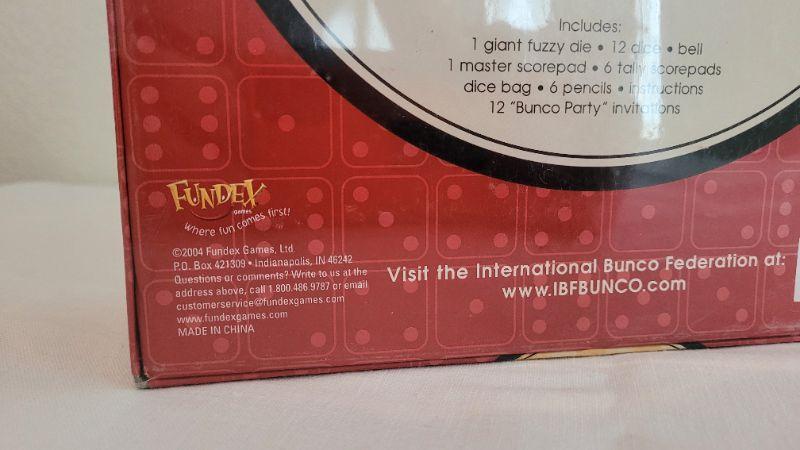 Includes:
1 giant fuzzy die • 12 dice • bell
1 master scorepad • 6 tally scorepads
dice bag • 6 pencils • instructions
12 "Bunco Party" invitations
FUNDEX
Games
where fun comes first!
©2004 Fundex Games, Ltd
P.O. Box 421309 • Indianapolis, IN 46242
Questions or comments? Write to us at the
address above, call 1.800.486.9787 or email
customerservice@fundexgames.com
www.fundexgames.com
MADE IN CHINA
Visit the International Bunco Federation at:
www.IBFBUNCO.com